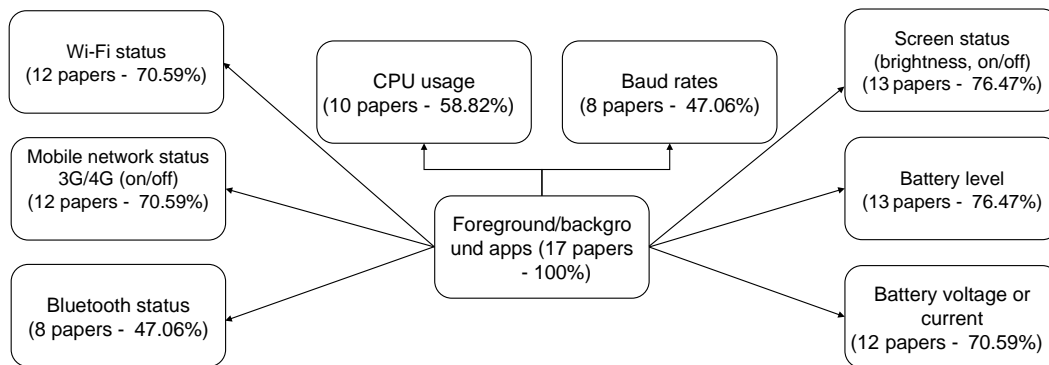 Wi-Fi status
(12 papers - 70.59%)
CPU usage
(10 papers - 58.82%)
Baud rates
(8 papers - 47.06%)
Screen status
(brightness, on/off)
(13 papers - 76.47%)
Mobile network status
3G/4G (on/off)
(12 papers - 70.59%)
Foreground/backgro
und apps (17 papers
- 100%)
Battery level
(13 papers - 76.47%)
Bluetooth status
(8 papers - 47.06%)
Battery voltage or
current
(12 papers - 70.59%)